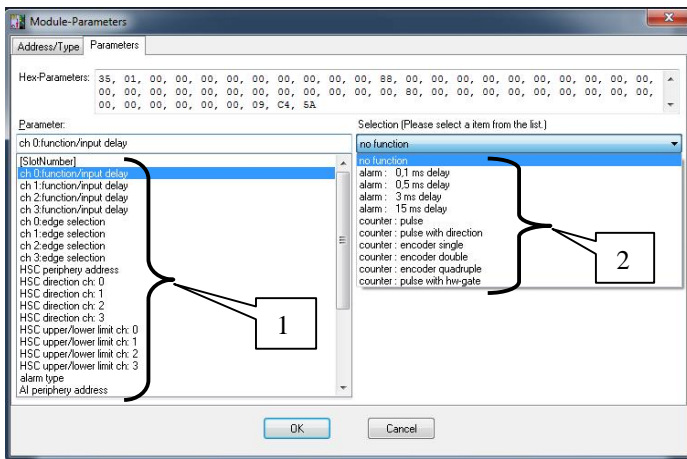 Module-Parameters
Address/Type Parameters
Hex-Parameters: 35, 01, 00, 00, 00, 00, 00, 00, 00, 00, 00, 88, 00, 00, 00, 00, 00, 00, 00, 00, 00,
00, 00, 00, 00, 00, 00, 00, 00, 00, 00, 00, 00, 80, 00, 00, 00, 00, 00, 00, 00, 00,
00, 00, 00, 00, 00, 00, 09, C4, 5A
Parameter: Selection (Please select a item from the list.)
ch 0:function/input delay no function
[SlotNumber] no function
ch 0:function/input delay alarm : 0,1 ms delay
ch 1:function/input delay alarm : 0,5 ms delay
ch 2:function/input delay alarm : 3 ms delay
ch 3:function/input delay alarm : 15 ms delay
ch 0:edge selection counter : pulse
ch 1:edge selection counter : pulse with direction
ch 2:edge selection counter : encoder single
ch 3:edge selection counter : encoder double
HSC periphery address counter : encoder quadruple
HSC direction ch: 0 counter : pulse with hw-gate
HSC direction ch: 1
HSC direction ch: 2
HSC direction ch: 3
HSC upper/lower limit ch: 0
HSC upper/lower limit ch: 1
HSC upper/lower limit ch: 2
HSC upper/lower limit ch: 3
alarm type
AI periphery address
1
2
OK Cancel